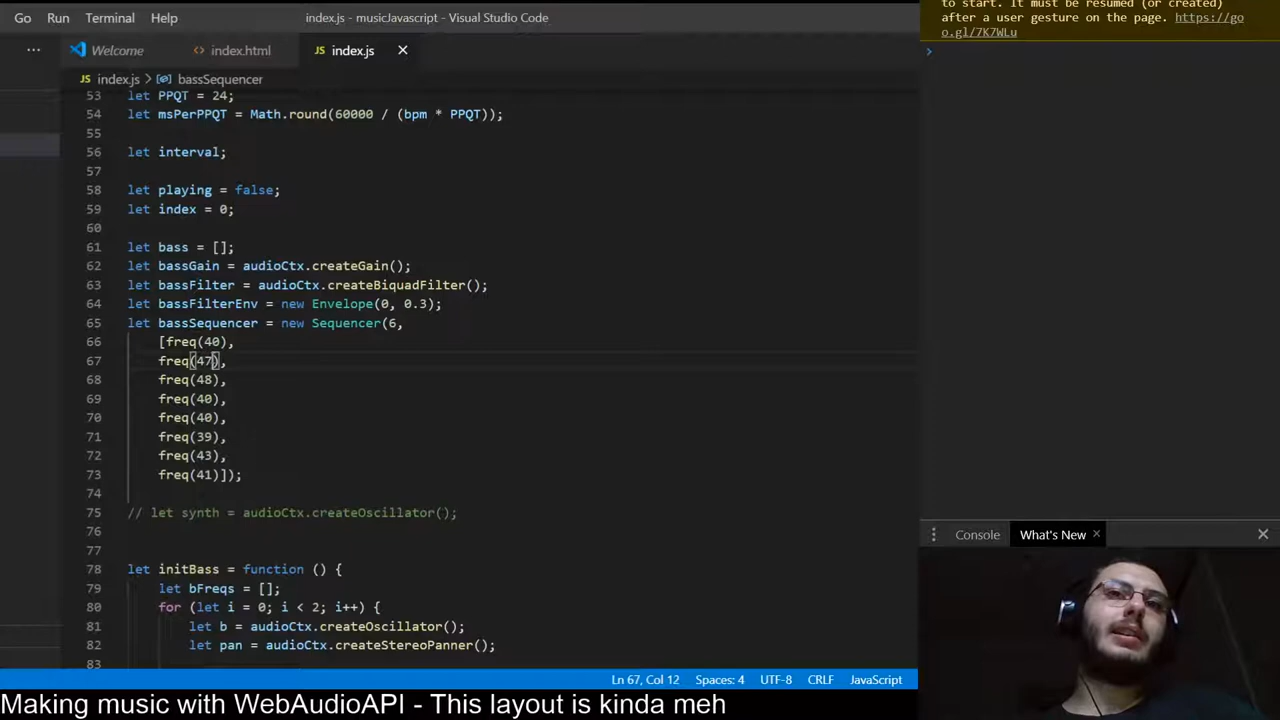 Go Run Terminal Help index.js - musicJavascript - Visual Studio Code
··· Welcome index.html index.js ×
index.js > bassSequencer
53 let PPQT = 24;
54 let msPerPPQT = Math.round(60000 / (bpm * PPQT));
55
56 let interval;
57
58 let playing = false;
59 let index = 0;
60
61 let bass = [];
62 let bassGain = audioCtx.createGain();
63 let bassFilter = audioCtx.createBiquadFilter();
64 let bassFilterEnv = new Envelope(0, 0.3);
65 let bassSequencer = new Sequencer(6,
66 [freq(40),
67 freq(47),
68 freq(48),
69 freq(40),
70 freq(40),
71 freq(39),
72 freq(43),
73 freq(41)]);
74
75 // let synth = audioCtx.createOscillator();
76
77
78 let initBass = function () {
79 let bFreqs = [];
80 for (let i = 0; i < 2; i++) {
81 let b = audioCtx.createOscillator();
82 let pan = audioCtx.createStereoPanner();
83
Ln 67, Col 12 Spaces: 4 UTF-8 CRLF JavaScript
to start. It must be resumed (or created)
after a user gesture on the page. https://go
o.gl/7K7WLu
>
Console What's New ×
Making music with WebAudioAPI - This layout is kinda meh